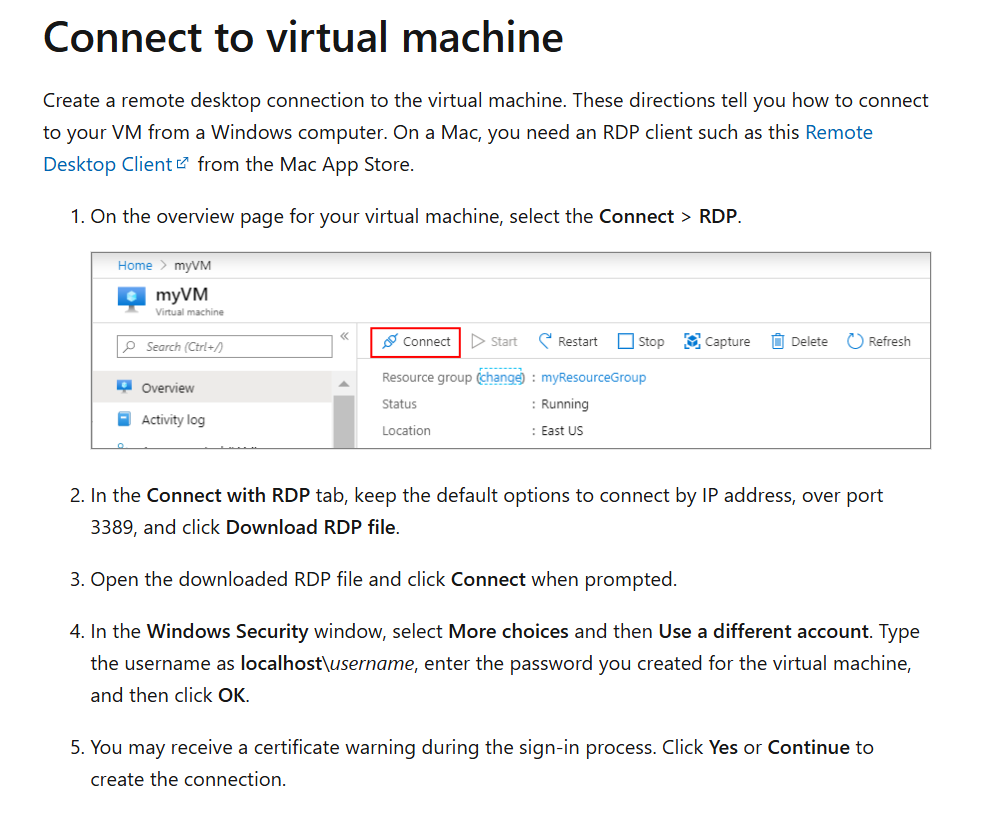 Connect to virtual machine
Create a remote desktop connection to the virtual machine. These directions tell you how to connect
to your VM from a Windows computer. On a Mac, you need an RDP client such as this Remote
Desktop Client from the Mac App Store.
1. On the overview page for your virtual machine, select the Connect > RDP.
Home > myVM
myVM
Virtual machine
Search (Ctrl+/)
«
Connect Start Restart Stop Capture Delete Refresh
Overview
Activity log
Resource group (change) : myResourceGroup
Status : Running
Location : East US
2. In the Connect with RDP tab, keep the default options to connect by IP address, over port
3389, and click Download RDP file.
3. Open the downloaded RDP file and click Connect when prompted.
4. In the Windows Security window, select More choices and then Use a different account. Type
the username as localhost\username, enter the password you created for the virtual machine,
and then click OK.
5. You may receive a certificate warning during the sign-in process. Click Yes or Continue to
create the connection.